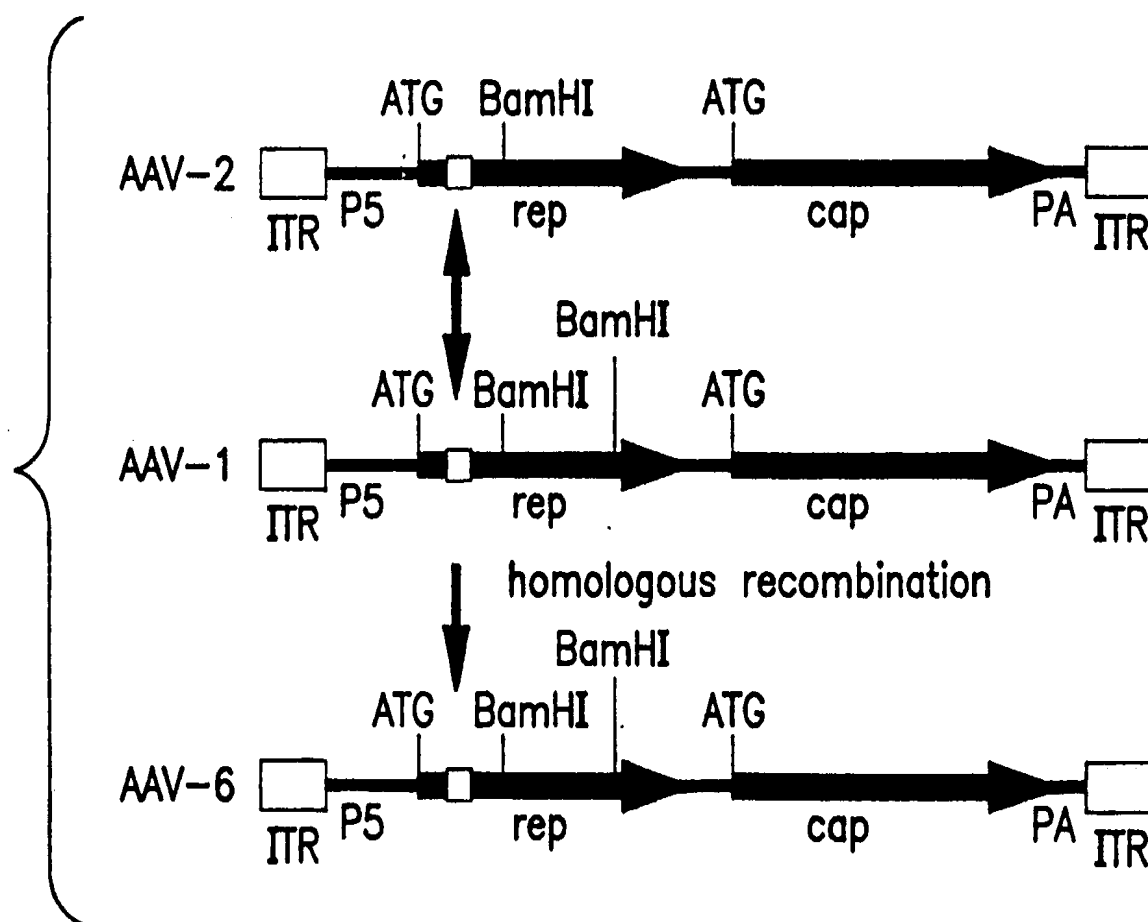 ATG BamHI ATG
AAV-2
P5 rep cap PA
ITR ITR
BamHI
ATG BamHI ATG
AAV-1
P5 rep cap PA
ITR ITR
homologous recombination
BamHI
ATG BamHI ATG
AAV-6
P5 rep cap PA
ITR ITR